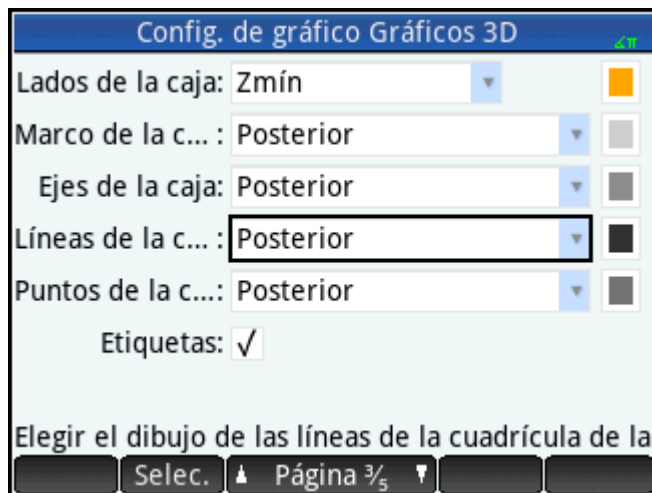 Config. de gráfico Gráficos 3D
∡π
Lados de la caja: Zmín
Marco de la c... : Posterior
Ejes de la caja: Posterior
Líneas de la c... : Posterior
Puntos de la c...: Posterior
Etiquetas: √
Elegir el dibujo de las líneas de la cuadrícula de la
Selec. Página ³⁄₅